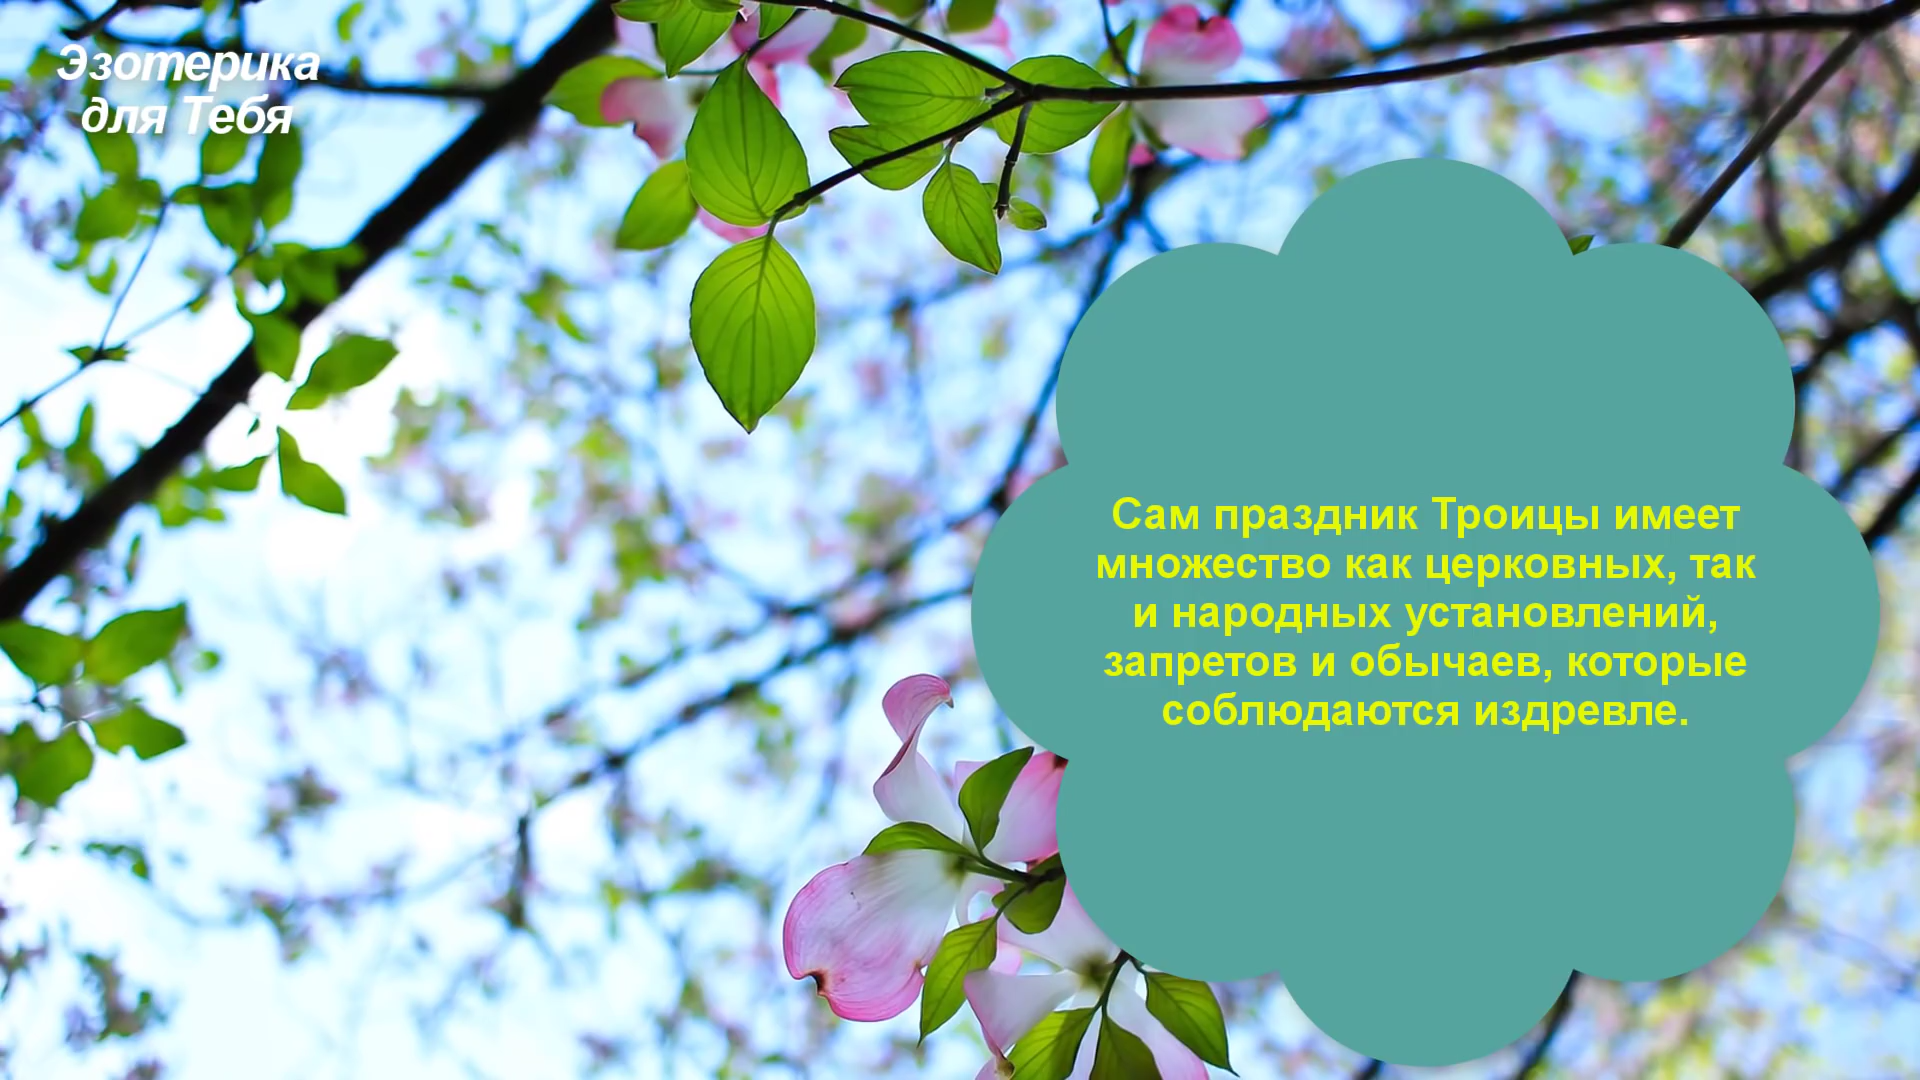 Эзотерика
для Тебя
Сам праздник Троицы имеет
множество как церковных, так
и народных установлений,
запретов и обычаев, которые
соблюдаются издревле.